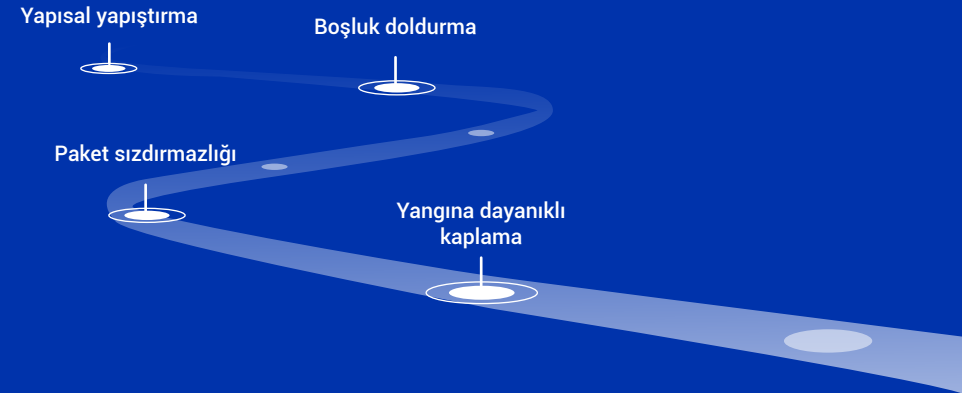 Yapısal yapıştırma
Boşluk doldurma
Paket sızdırmazlığı
Yangına dayanıklı
kaplama